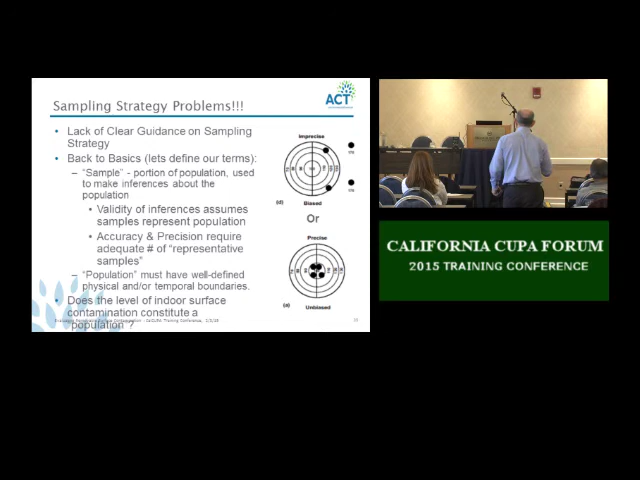 Sampling Strategy Problems!!!
ACT
• Lack of Clear Guidance on Sampling
Strategy
• Back to Basics (lets define our terms):
– "Sample" - portion of population, used
to make inferences about the
population
• Validity of inferences assumes
samples represent population
• Accuracy & Precision require
adequate # of "representative
samples"
– "Population" must have well-defined
physical and/or temporal boundaries.
• Does the level of indoor surface
contamination constitute a
"population"?
Imprecise
(d)
Biased
Or
Precise
(a)
Unbiased
CALIFORNIA CUPA FORUM
2015 TRAINING CONFERENCE